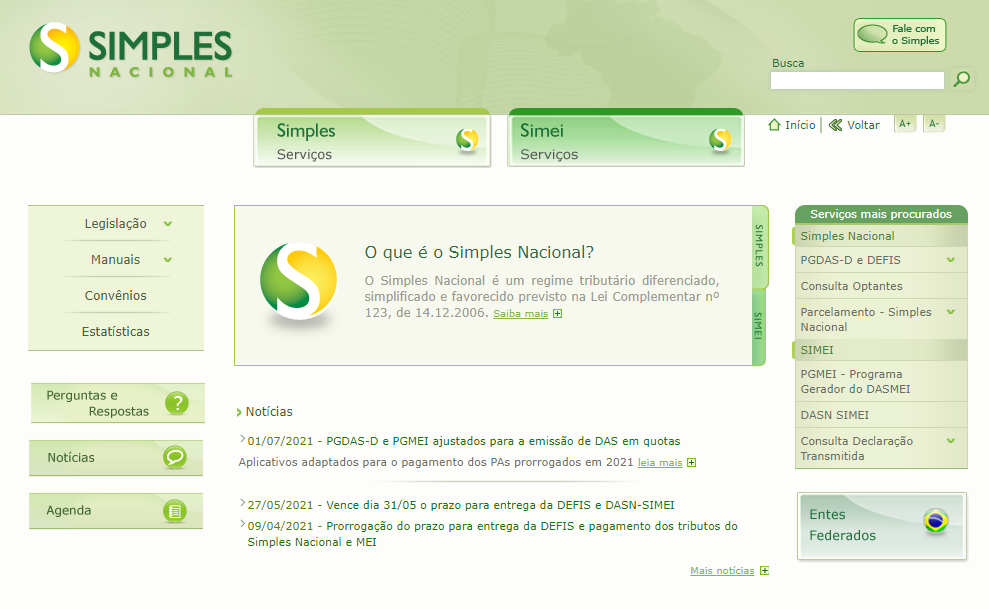 SIMPLES
NACIONAL
Fale com
o Simples
Busca
Simples
Serviços
Simei
Serviços
Início
Voltar
A+
A-
Legislação
Manuais
Convênios
Estatísticas
Perguntas e
Respostas
Notícias
Agenda
O que é o Simples Nacional?
O Simples Nacional é um regime tributário diferenciado,
simplificado e favorecido previsto na Lei Complementar nº
123, de 14.12.2006. Saiba mais
SIMPLES
SIMEI
Notícias
01/07/2021 - PGDAS-D e PGMEI ajustados para a emissão de DAS em quotas
Aplicativos adaptados para o pagamento dos PAs prorrogados em 2021 leia mais
27/05/2021 - Vence dia 31/05 o prazo para entrega da DEFIS e DASN-SIMEI
09/04/2021 - Prorrogação do prazo para entrega da DEFIS e pagamento dos tributos do
Simples Nacional e MEI
Mais notícias
Serviços mais procurados
Simples Nacional
PGDAS-D e DEFIS
Consulta Optantes
Parcelamento - Simples
Nacional
SIMEI
PGMEI - Programa
Gerador do DASMEI
DASN SIMEI
Consulta Declaração
Transmitida
Entes
Federados